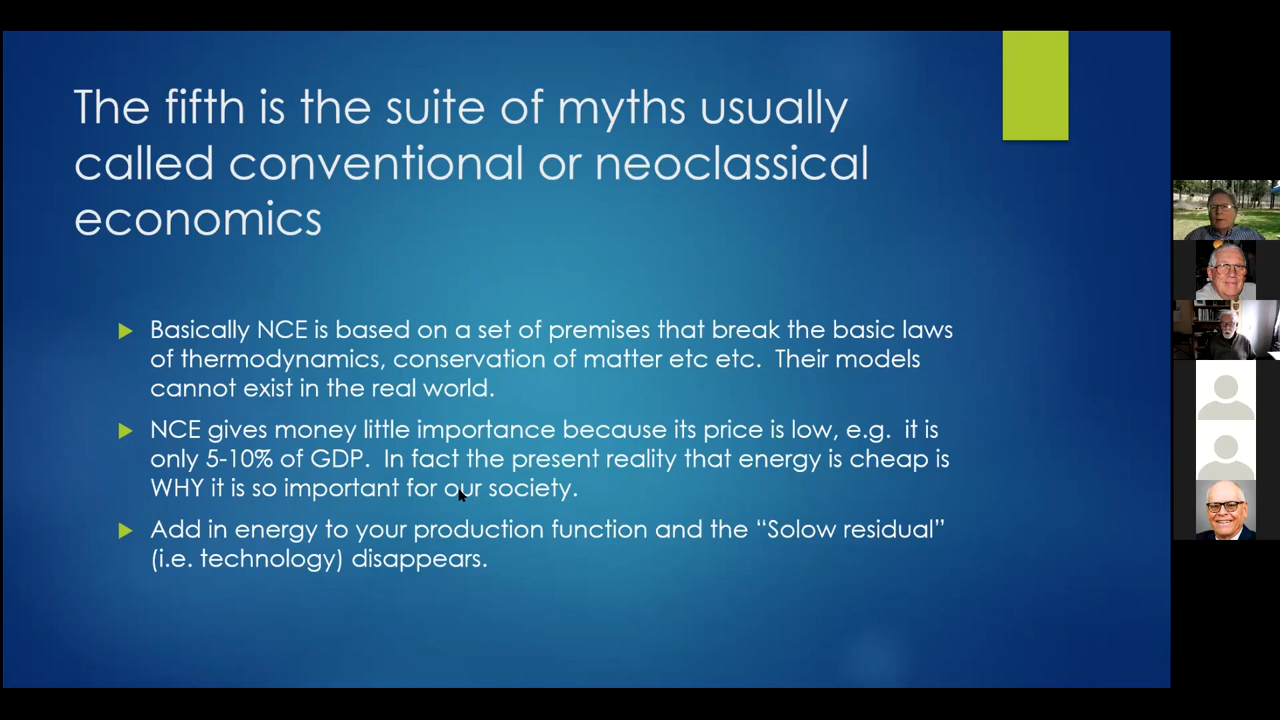 The fifth is the suite of myths usually
called conventional or neoclassical
economics
Basically NCE is based on a set of premises that break the basic laws
of thermodynamics, conservation of matter etc etc.  Their models
cannot exist in the real world.
NCE gives money little importance because its price is low, e.g.  it is
only 5-10% of GDP.  In fact the present reality that energy is cheap is
WHY it is so important for our society.
Add in energy to your production function and the “Solow residual”
(i.e. technology) disappears.